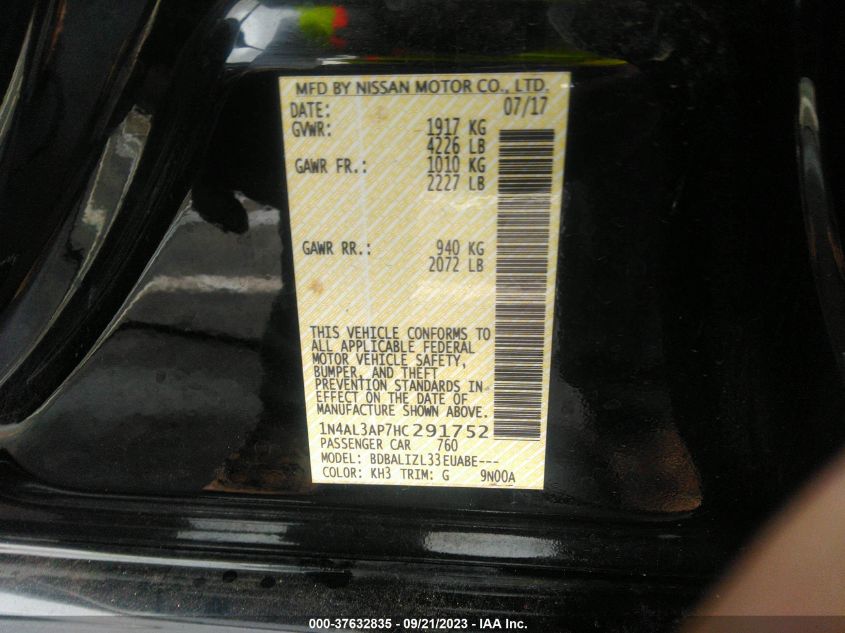 MFD BY NISSAN MOTOR CO., LTD.
DATE: 07/17
GVWR: 1917 KG
4226 LB
GAWR FR.: 1010 KG
2227 LB
GAWR RR.: 940 KG
2072 LB
THIS VEHICLE CONFORMS TO
ALL APPLICABLE FEDERAL
MOTOR VEHICLE SAFETY,
BUMPER, AND THEFT
PREVENTION STANDARDS IN
EFFECT ON THE DATE OF
MANUFACTURE SHOWN ABOVE.
1N4AL3AP7HC291752
PASSENGER CAR 760
MODEL: BDBALIZL33EUABE---
COLOR: KH3 TRIM: G 9N00A
000-37632835 - 09/21/2023 - IAA Inc.